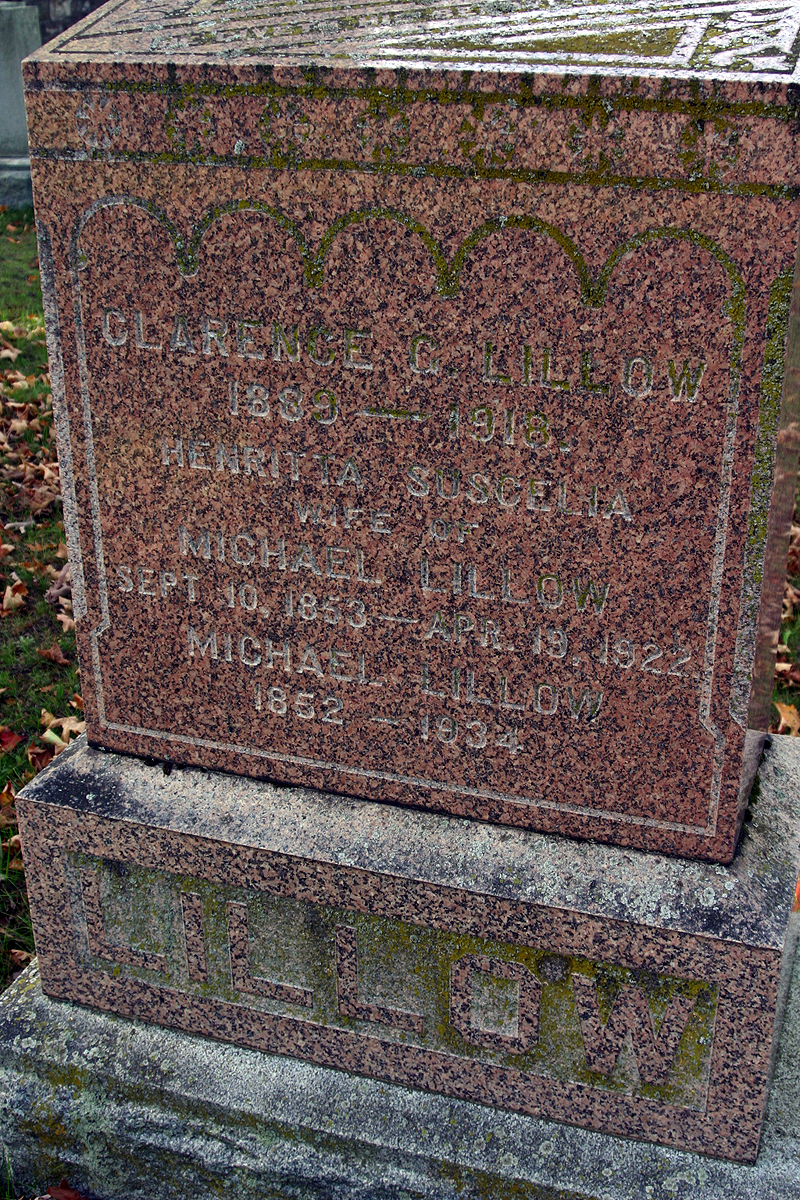 CLARENCE G. LILLOW
1889 — 1918.
HENRITTA SUSCELIA
WIFE OF
MICHAEL LILLOW
SEPT 10, 1853 — APR. 19, 1922
MICHAEL LILLOW
1852 — 1934
LILLOW